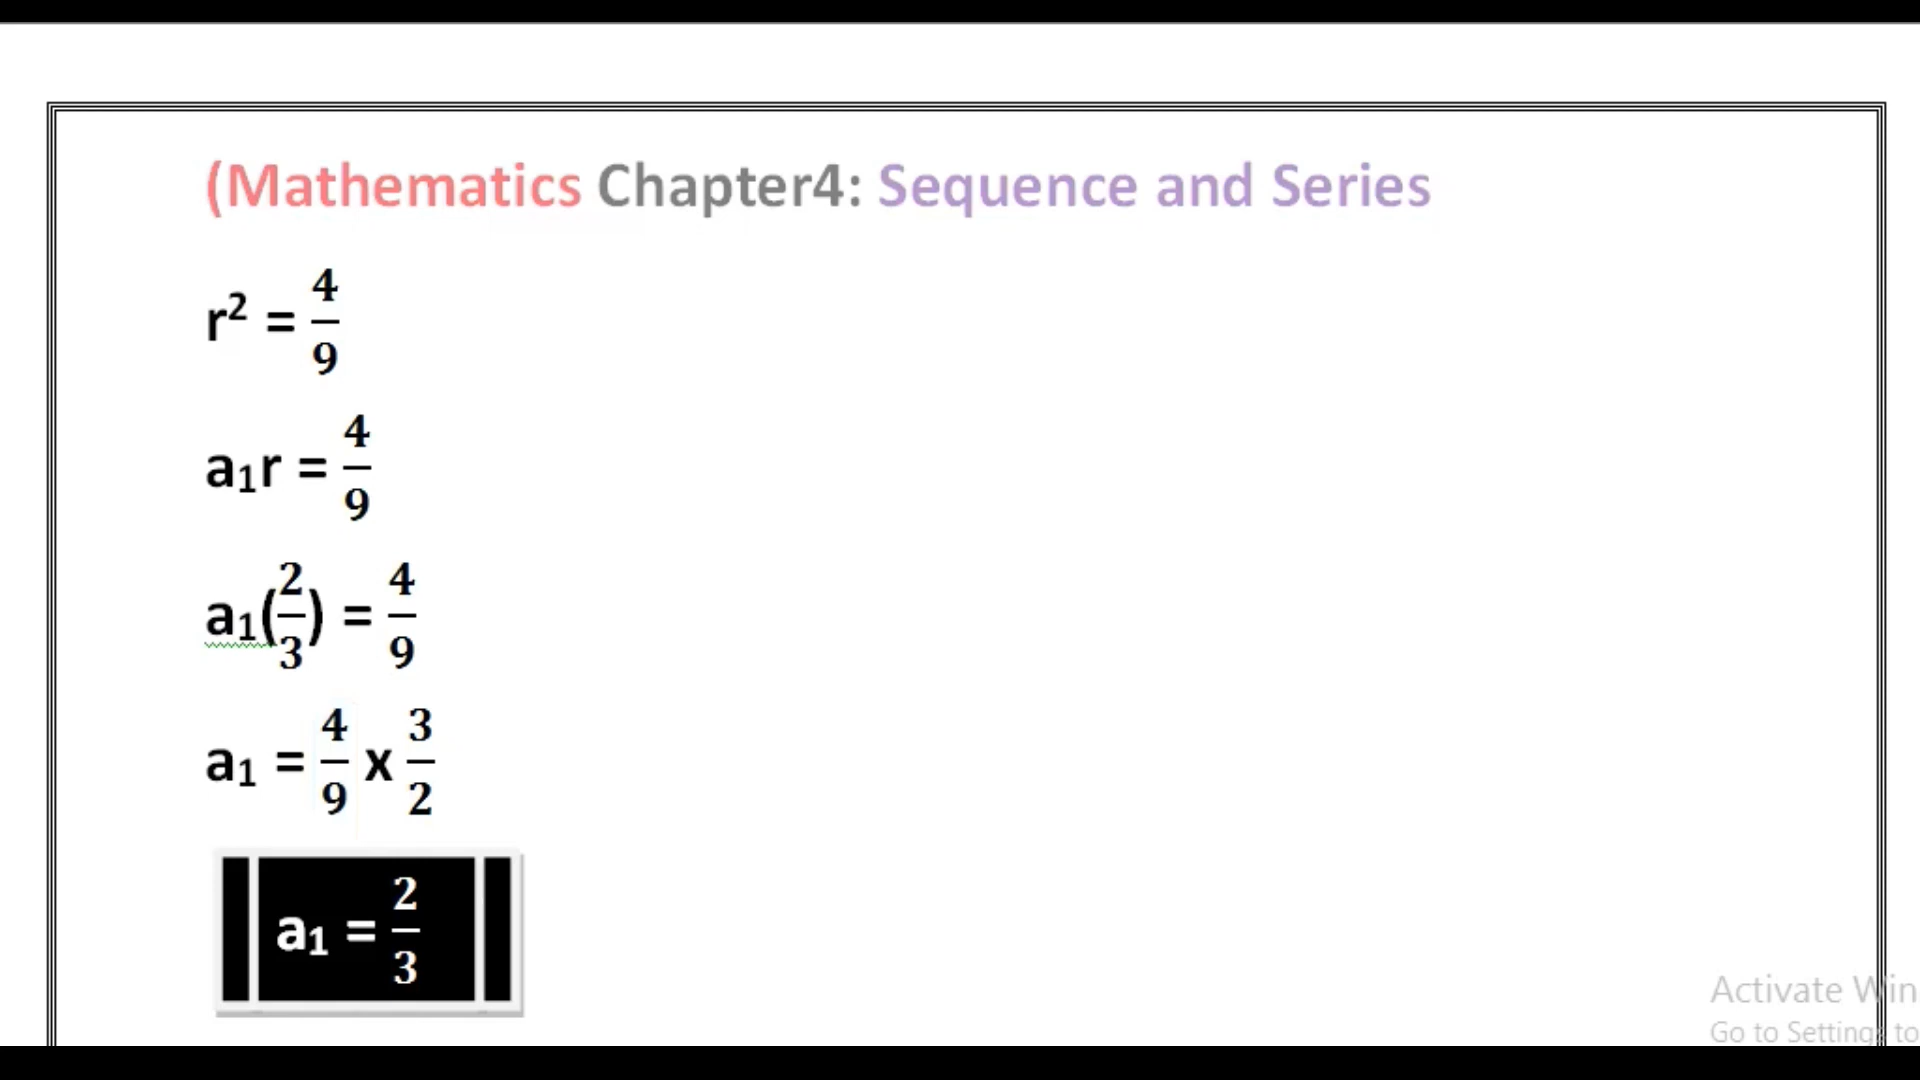 (Mathematics Chapter4: Sequence and Series
r² = 4/9
a₁r = 4/9
a₁(2/3) = 4/9
a₁ = 4/9 x 3/2
a₁ = 2/3
Activate Win
Go to Settings to